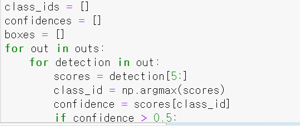 class_ids = []
confidences = []
boxes = []
for out in outs:
    for detection in out:
        scores = detection[5:]
        class_id = np.argmax(scores)
        confidence = scores[class_id]
        if confidence > 0.5: